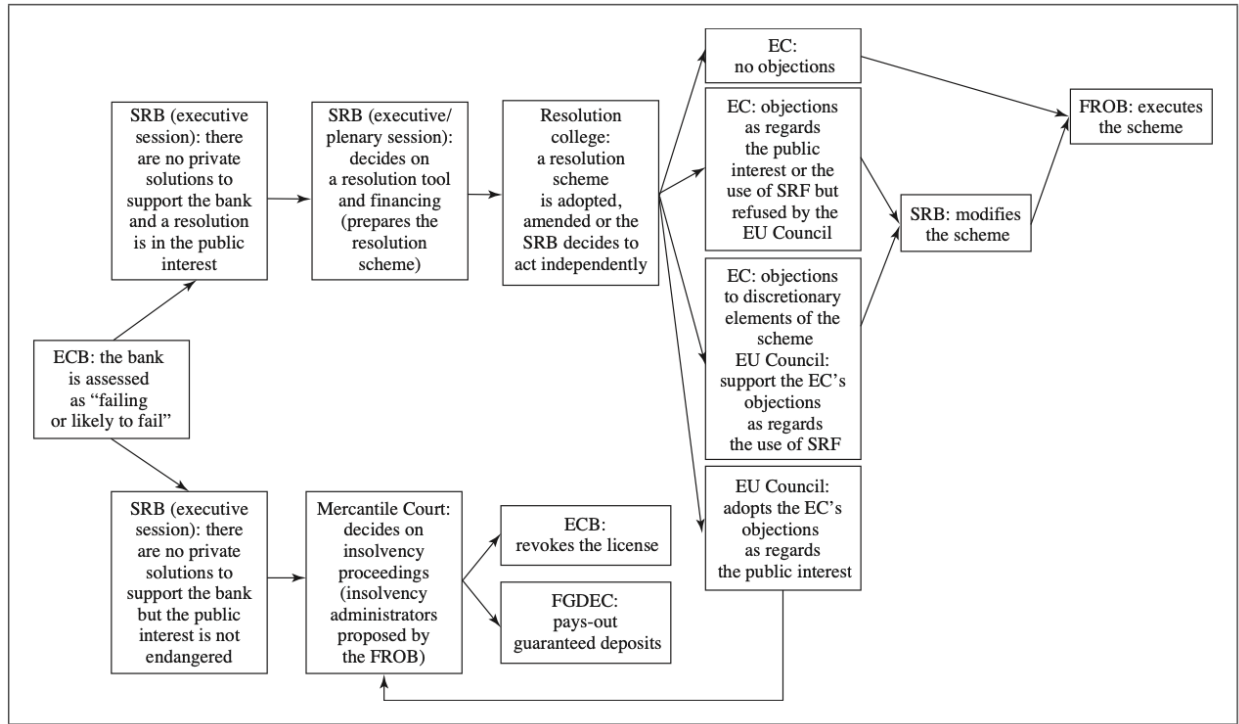 EC:
no objections
SRB (executive
session): there
are no private
solutions to
support the bank
and a resolution
is in the public
interest
SRB (executive/
plenary session):
decides on
a resolution tool
and financing
(prepares the
resolution
scheme)
Resolution
college:
a resolution
scheme
is adopted,
amended or the
SRB decides to
act independently
EC: objections
as regards
the public
interest or the
use of SRF but
refused by the
EU Council
FROB: executes
the scheme
SRB: modifies
the scheme
EC: objections
to discretionary
elements of the
scheme
EU Council:
support the EC’s
objections
as regards
the use of SRF
ECB: the bank
is assessed
as “failing
or likely to fail”
SRB (executive
session): there
are no private
solutions to
support the bank
but the public
interest is not
endangered
Mercantile Court:
decides on
insolvency
proceedings
(insolvency
administrators
proposed by
the FROB)
ECB:
revokes the license
FGDEC:
pays-out
guaranteed deposits
EU Council:
adopts the EC’s
objections
as regards
the public interest